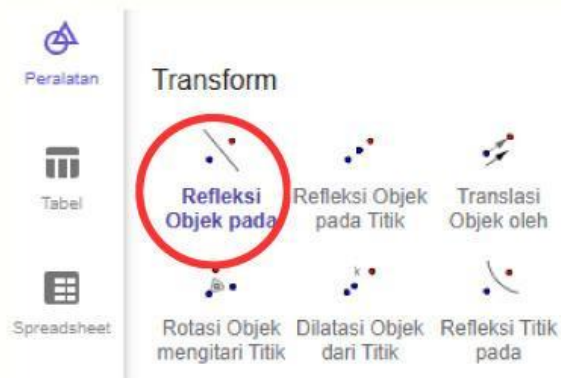 Peralatan
Transform
Refleksi
Objek pada
Refleksi Objek
pada Titik
Translasi
Objek oleh
Tabel
k
Rotasi Objek
mengitari Titik
Dilatasi Objek
dari Titik
Refleksi Titik
pada
Spreadsheet